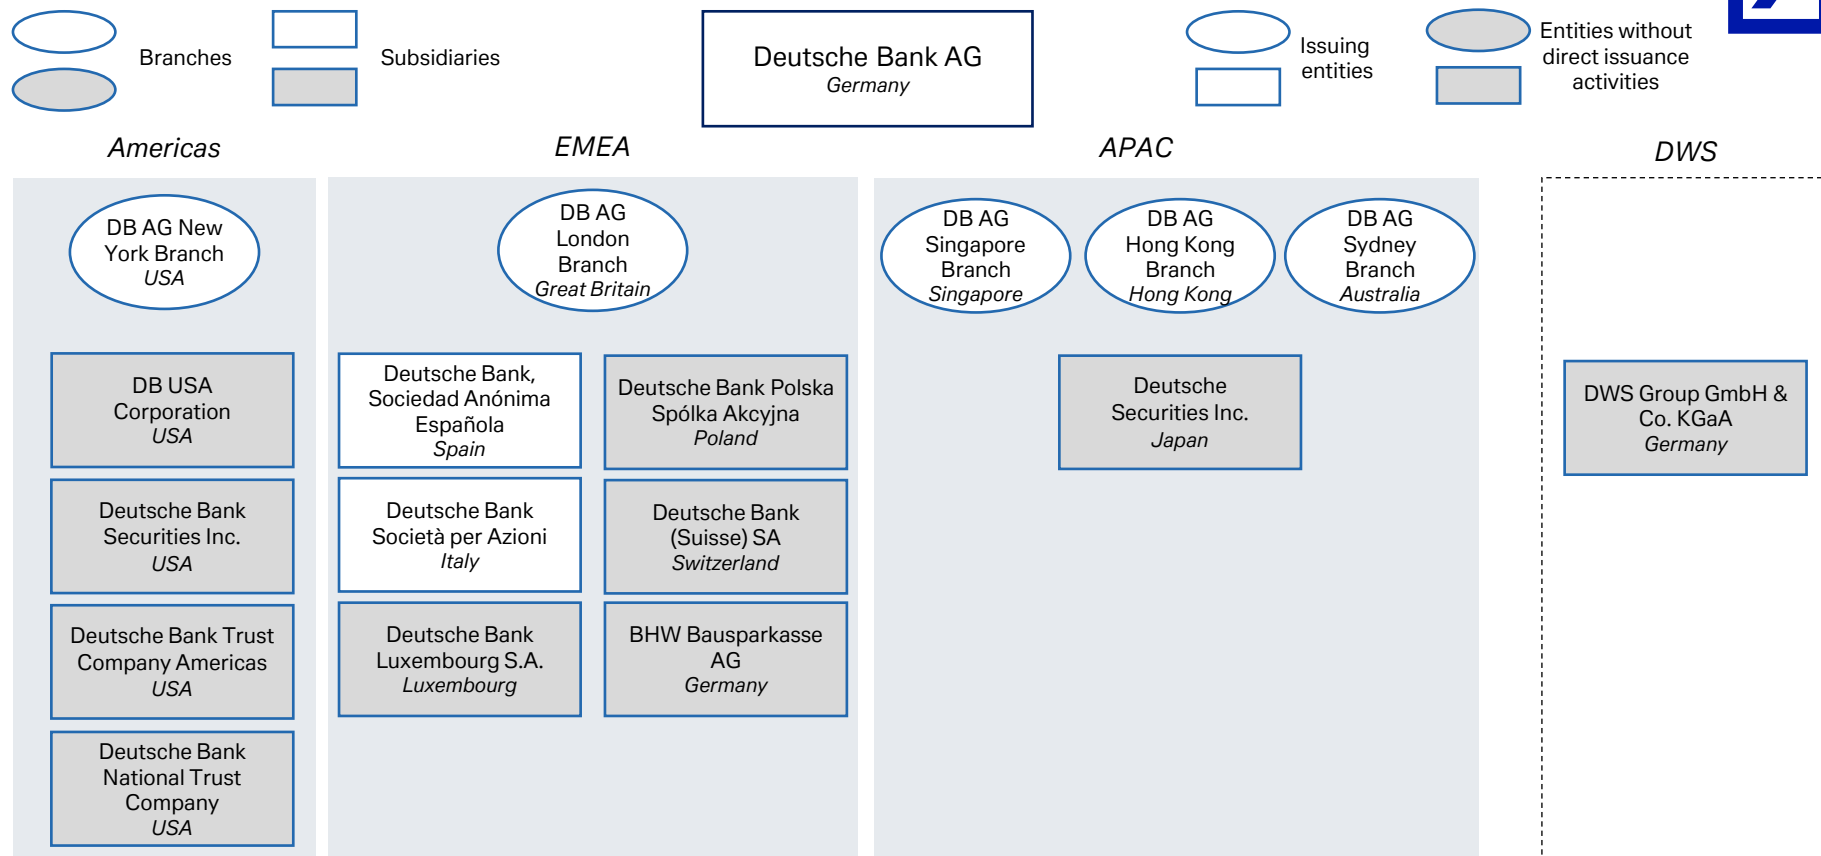 Branches
Subsidiaries
Deutsche Bank AG
Germany
Issuing
entities
Entities without
direct issuance
activities
Americas
EMEA
APAC
DWS
DB AG New
York Branch
USA
DB USA
Corporation
USA
Deutsche Bank
Securities Inc.
USA
Deutsche Bank Trust
Company Americas
USA
Deutsche Bank
National Trust
Company
USA
DB AG
London
Branch
Great Britain
Deutsche Bank,
Sociedad Anónima
Española
Spain
Deutsche Bank Polska
Spólka Akcyjna
Poland
Deutsche Bank
Società per Azioni
Italy
Deutsche Bank
(Suisse) SA
Switzerland
Deutsche Bank
Luxembourg S.A.
Luxembourg
BHW Bausparkasse
AG
Germany
DB AG
Singapore
Branch
Singapore
DB AG
Hong Kong
Branch
Hong Kong
DB AG
Sydney
Branch
Australia
Deutsche
Securities Inc.
Japan
DWS Group GmbH &
Co. KGaA
Germany